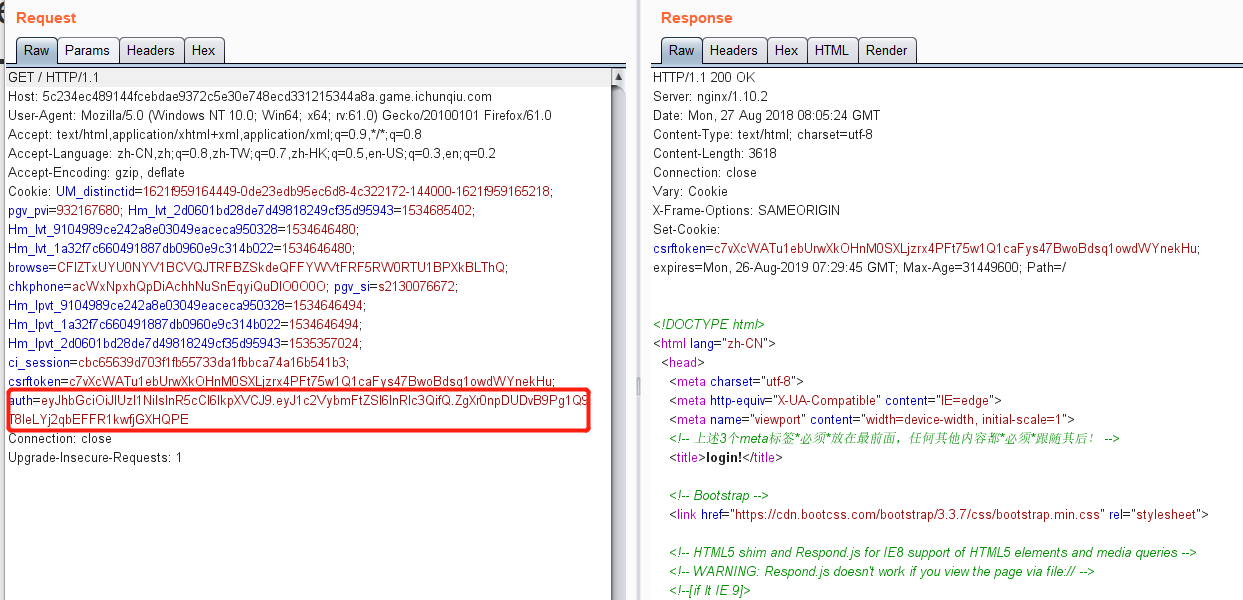 Request
Raw Params Headers Hex
GET / HTTP/1.1
Host: 5c234ec489144fcebdae9372c5e30e748ecd331215344a8a.game.ichunqiu.com
User-Agent: Mozilla/5.0 (Windows NT 10.0; Win64; x64; rv:61.0) Gecko/20100101 Firefox/61.0
Accept: text/html,application/xhtml+xml,application/xml;q=0.9,*/*;q=0.8
Accept-Language: zh-CN,zh;q=0.8,zh-TW;q=0.7,zh-HK;q=0.5,en-US;q=0.3,en;q=0.2
Accept-Encoding: gzip, deflate
Cookie: UM_distinctid=1621f959164449-0de23edb95ec6d8-4c322172-144000-1621f959165218;
pgv_pvi=932167680; Hm_lvt_2d0601bd28de7d49818249cf35d95943=1534685402;
Hm_lvt_9104989ce242a8e03049eaceca950328=1534646480;
Hm_lvt_1a32f7c660491887db0960e9c314b022=1534646480;
browse=CFlZTxUYU0NYV1BCVQJTRFBZSkdeQFFYWVtFRF5RW0RTU1BPXkBLThQ;
chkphone=acWxNpxhQpDiAchhNuSnEqyiQuDIO0O0O; pgv_si=s2130076672;
Hm_lpvt_9104989ce242a8e03049eaceca950328=1534646494;
Hm_lpvt_1a32f7c660491887db0960e9c314b022=1534646494;
Hm_lpvt_2d0601bd28de7d49818249cf35d95943=1535357024;
ci_session=cbc65639d703f1fb55733da1fbbca74a16b541b3;
csrftoken=c7vXcWATu1ebUrwXkOHnM0SXLjzrx4PFt75w1Q1caFys47BwoBdsq1owdWYnekHu;
auth=eyJhbGciOiJIUzI1NiIsInR5cCI6IkpXVCJ9.eyJ1c2VybmFtZSI6InRlc3QifQ.ZgXr0npDUDvB9Pg1Q9
T8IeLYj2qbEFFR1kwfjGXHQPE
Connection: close
Upgrade-Insecure-Requests: 1
Response
Raw Headers Hex HTML Render
HTTP/1.1 200 OK
Server: nginx/1.10.2
Date: Mon, 27 Aug 2018 08:05:24 GMT
Content-Type: text/html; charset=utf-8
Content-Length: 3618
Connection: close
Vary: Cookie
X-Frame-Options: SAMEORIGIN
Set-Cookie:
csrftoken=c7vXcWATu1ebUrwXkOHnM0SXLjzrx4PFt75w1Q1caFys47BwoBdsq1owdWYnekHu;
expires=Mon, 26-Aug-2019 07:29:45 GMT; Max-Age=31449600; Path=/
<!DOCTYPE html>
<html lang="zh-CN">
<head>
<meta charset="utf-8">
<meta http-equiv="X-UA-Compatible" content="IE=edge">
<meta name="viewport" content="width=device-width, initial-scale=1">
<!-- 上述3个meta标签*必须*放在最前面，任何其他内容都*必须*跟随其后！ -->
<title>login!</title>
<!-- Bootstrap -->
<link href="https://cdn.bootcss.com/bootstrap/3.3.7/css/bootstrap.min.css" rel="stylesheet">
<!-- HTML5 shim and Respond.js for IE8 support of HTML5 elements and media queries -->
<!-- WARNING: Respond.js doesn't work if you view the page via file:// -->
<!--[if lt IE 9]>